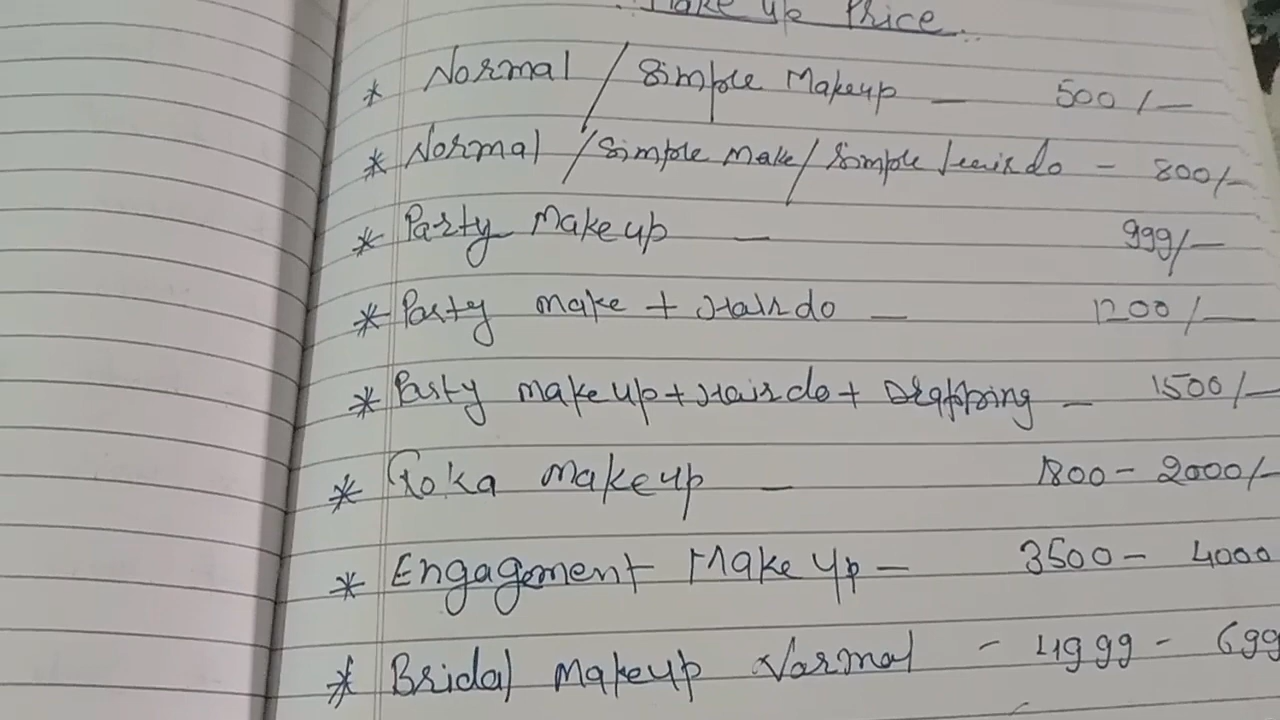 Make up Price
* Normal / Simple Makeup — 500/—
* Normal / Simple Make / Simple Hairdo - 800/-
* Party Makeup — 999/—
* Party make + Hairdo — 1200/—
* Party makeup + Hairdo + Drapping — 1500/—
* Roka Makeup — 1800 - 2000/-
* Engagement Make Up — 3500 - 4000
* Bridal Makeup Normal - 4999 - 699